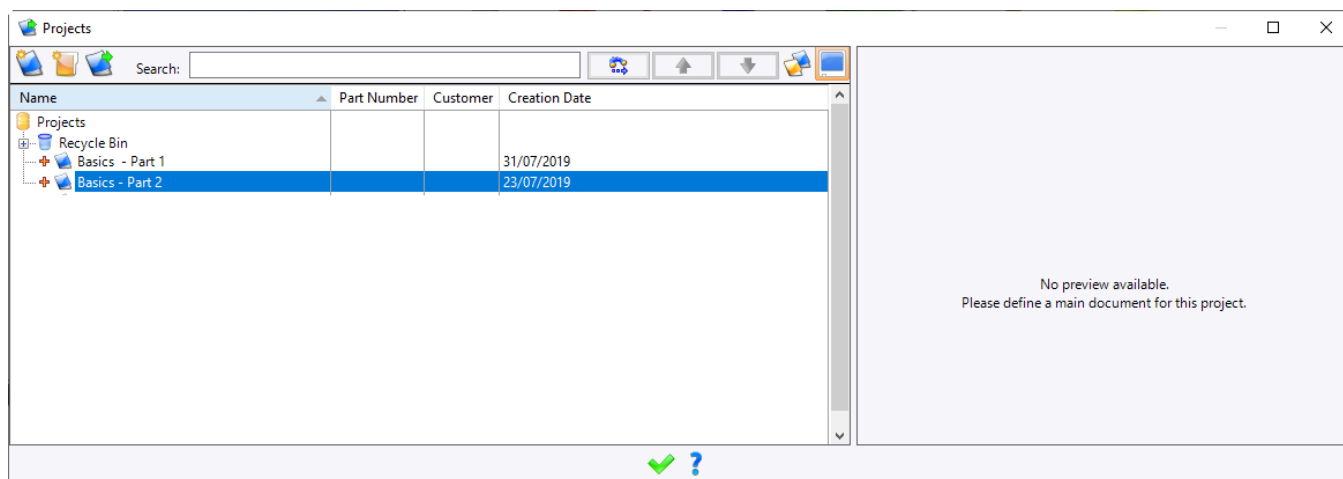 Projects
Search:
Name Part Number Customer Creation Date
Projects
Recycle Bin
Basics  - Part 1 31/07/2019
Basics - Part 2 23/07/2019
No preview available.
Please define a main document for this project.